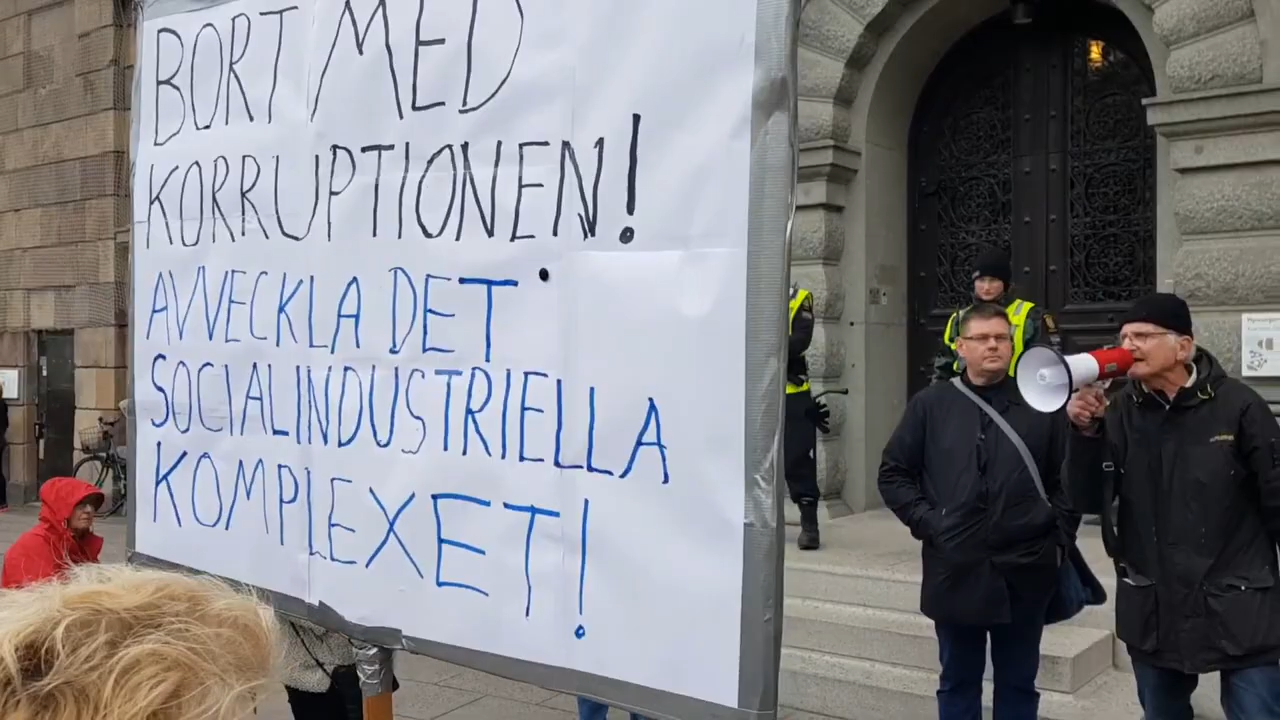 BORT MED
KORRUPTIONEN!
AVVECKLA DET
SOCIALINDUSTRIELLA
KOMPLEXET!